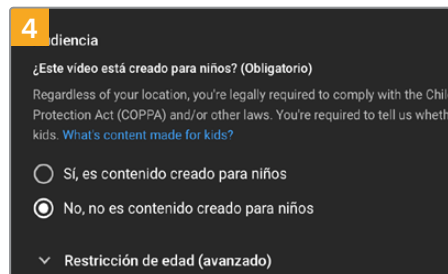 4
diencia
¿Este vídeo está creado para niños? (Obligatorio)
Regardless of your location, you're legally required to comply with the Chil
Protection Act (COPPA) and/or other laws. You're required to tell us wheth
kids. What's content made for kids?
Sí, es contenido creado para niños
No, no es contenido creado para niños
Restricción de edad (avanzado)